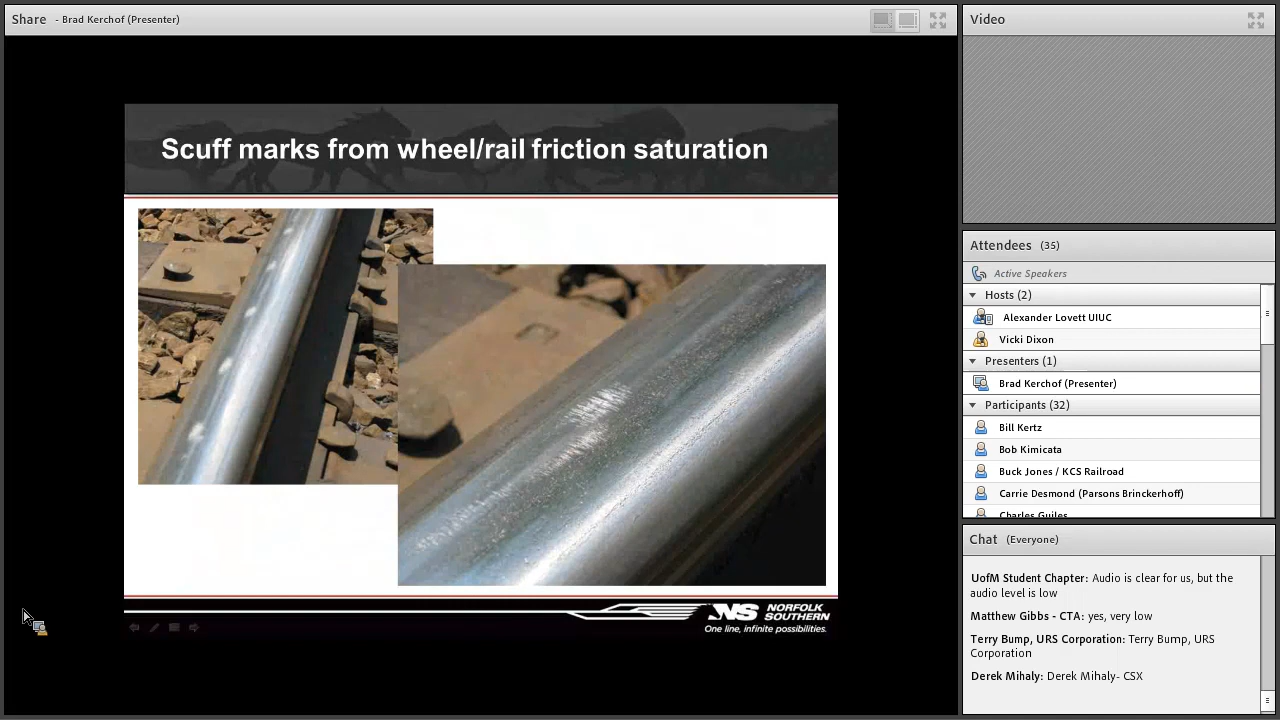 Share - Brad Kerchof (Presenter)
Scuff marks from wheel/rail friction saturation
NS NORFOLK
SOUTHERN
One line, infinite possibilities.
Video
Attendees (35)
Active Speakers
Hosts (2)
Alexander Lovett UIUC
Vicki Dixon
Presenters (1)
Brad Kerchof (Presenter)
Participants (32)
Bill Kertz
Bob Kimicata
Buck Jones / KCS Railroad
Carrie Desmond (Parsons Brinckerhoff)
Charles Guiles
Chat (Everyone)
UofM Student Chapter: Audio is clear for us, but the
audio level is low
Matthew Gibbs - CTA: yes, very low
Terry Bump, URS Corporation: Terry Bump, URS
Corporation
Derek Mihaly: Derek Mihaly- CSX